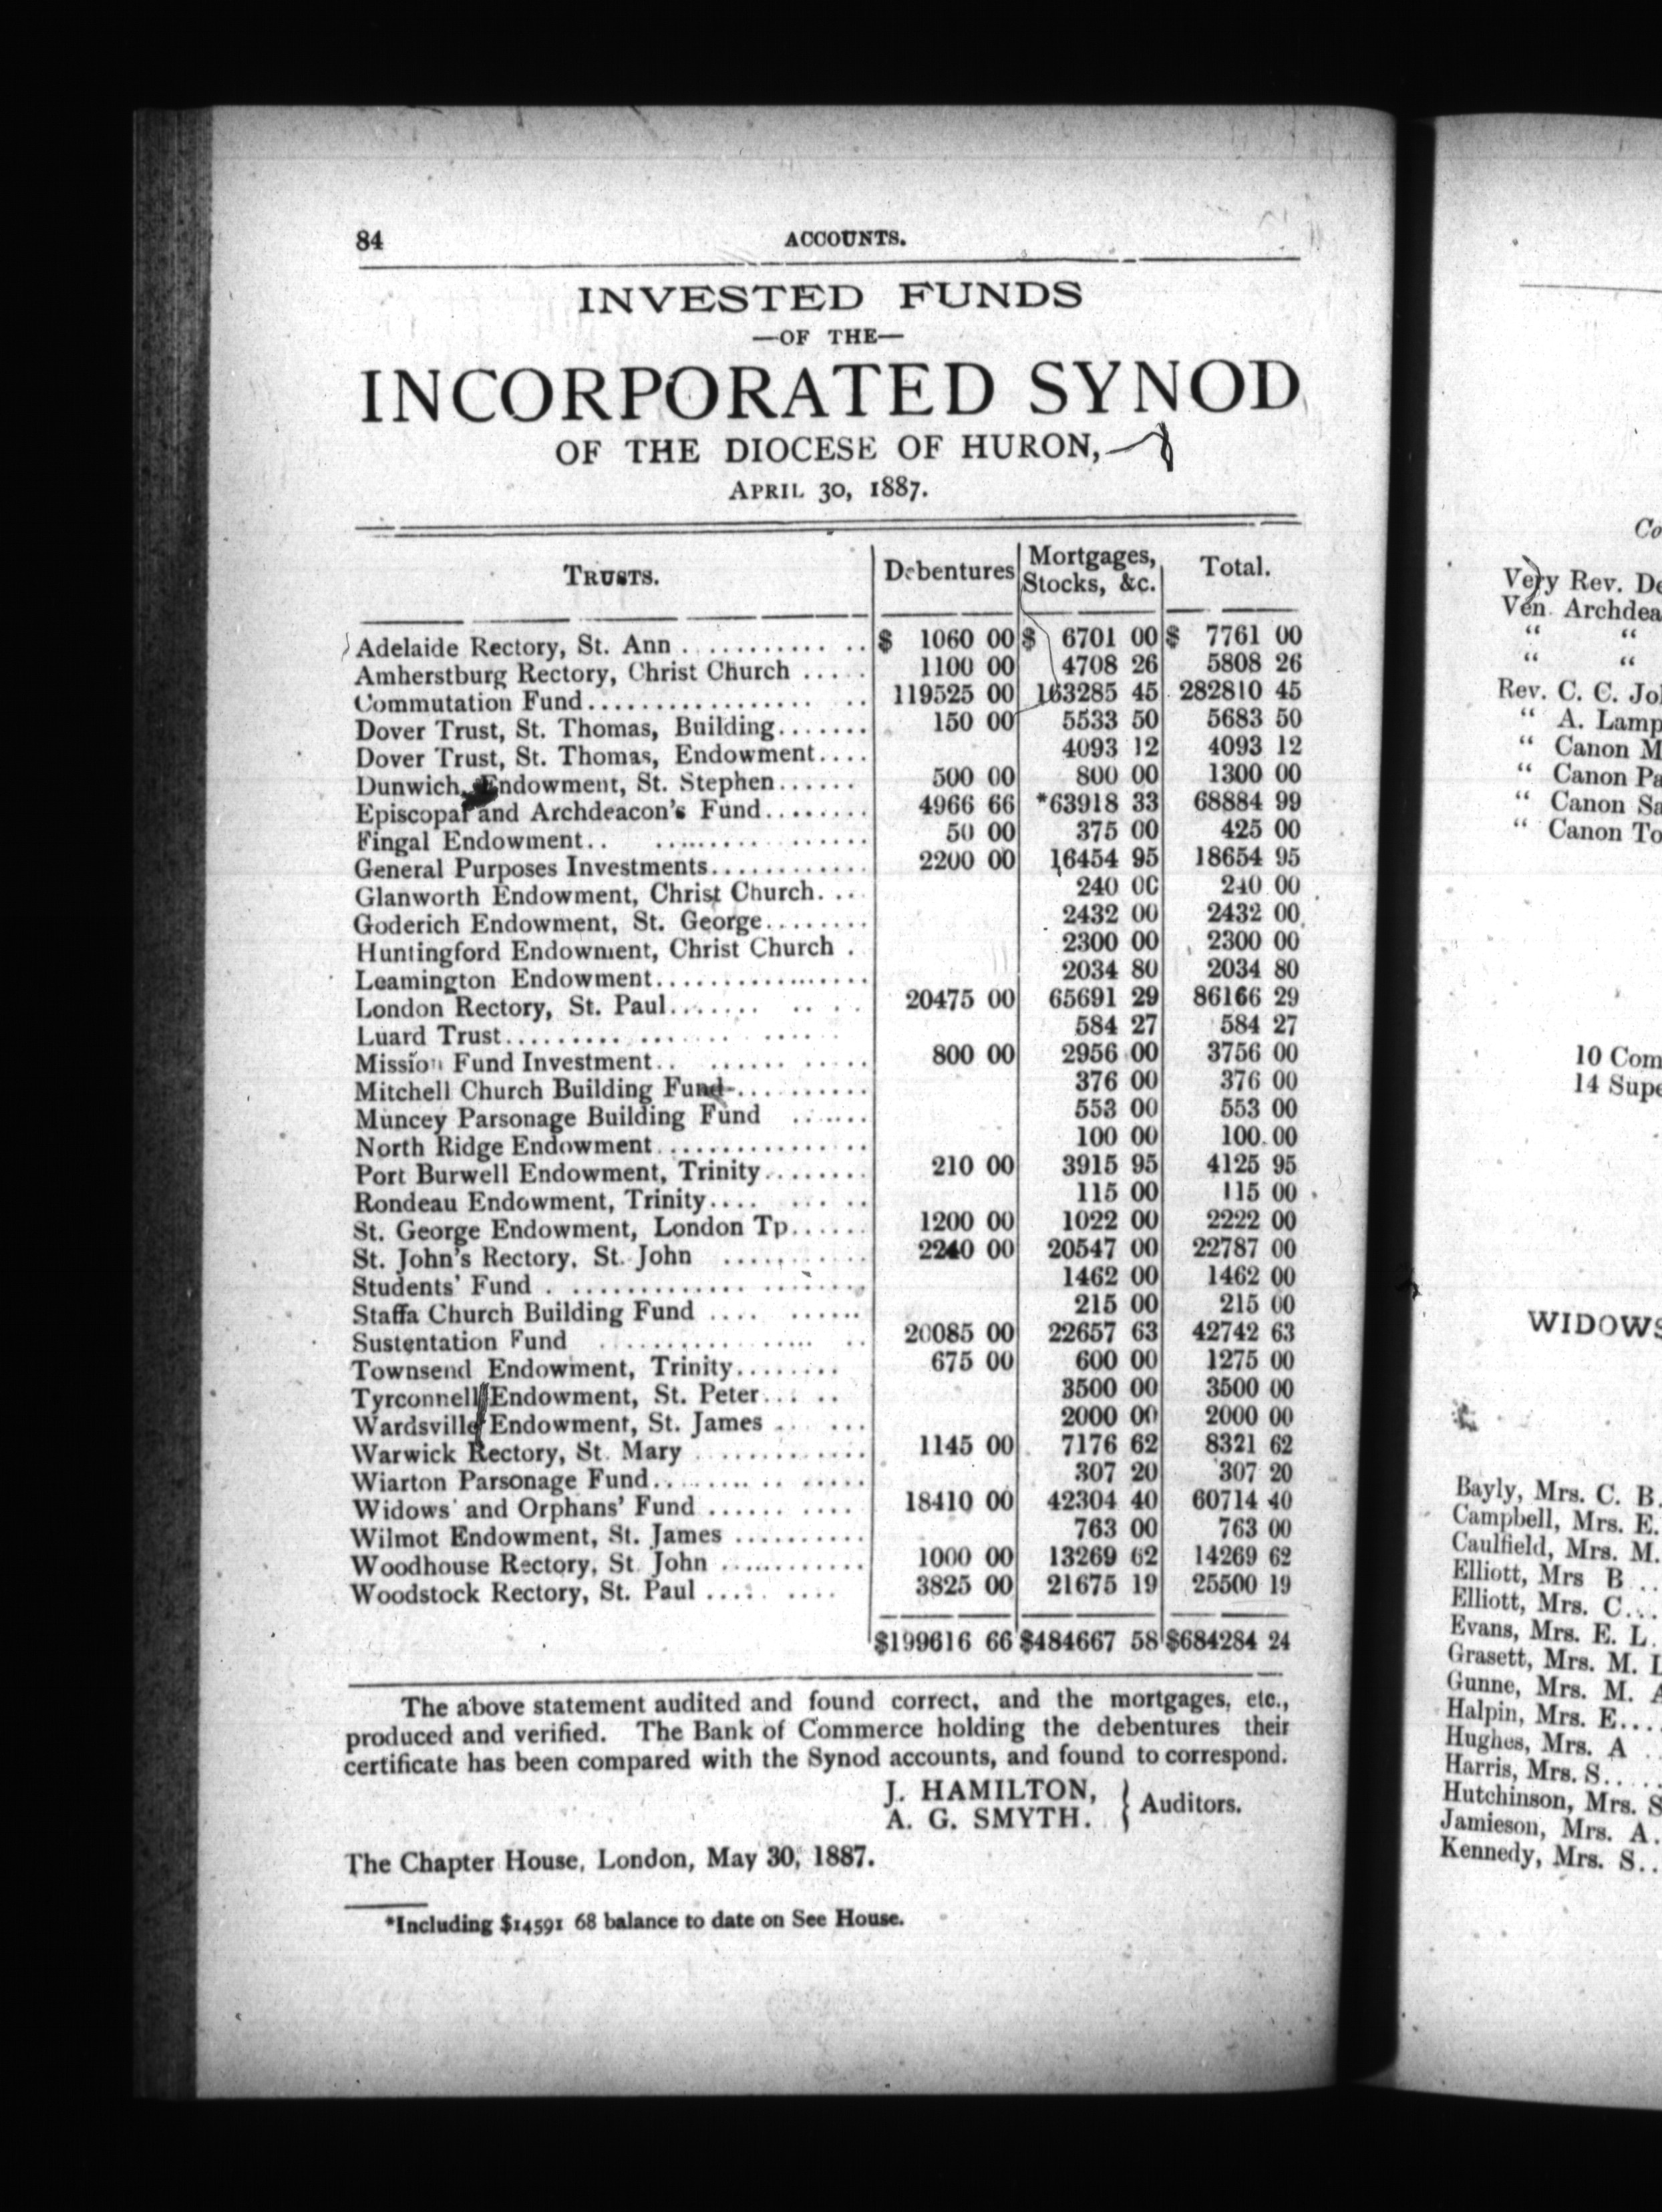 84
ACCOUNTS.
INVESTED FUNDS
—OF THE—
INCORPORATED SYNOD
OF THE DIOCESE OF HURON,
APRIL 30, 1887.
TRUSTS. Debentures Mortgages, Stocks, &c. Total.
Adelaide Rectory, St. Ann $ 1060 00 $ 6701 00 $ 7761 00
Amherstburg Rectory, Christ Church 1100 00 4708 26 5808 26
Commutation Fund 119525 00 163285 45 282810 45
Dover Trust, St. Thomas, Building 150 00 5533 50 5683 50
Dover Trust, St. Thomas, Endowment 4093 12 4093 12
Dunwich, Endowment, St. Stephen 500 00 800 00 1300 00
Episcopal and Archdeacon's Fund 4966 66 *63918 33 68884 99
Fingal Endowment 50 00 375 00 425 00
General Purposes Investments 2200 00 16454 95 18654 95
Glanworth Endowment, Christ Church 240 00 240 00
Goderich Endowment, St. George 2432 00 2432 00
Huntingford Endowment, Christ Church 2300 00 2300 00
Leamington Endowment 2034 80 2034 80
London Rectory, St. Paul 20475 00 65691 29 86166 29
Luard Trust 584 27 584 27
Mission Fund Investment 800 00 2956 00 3756 00
Mitchell Church Building Fund 376 00 376 00
Muncey Parsonage Building Fund 553 00 553 00
North Ridge Endowment 100 00 100 00
Port Burwell Endowment, Trinity 210 00 3915 95 4125 95
Rondeau Endowment, Trinity 115 00 115 00
St. George Endowment, London Tp 1200 00 1022 00 2222 00
St. John's Rectory, St. John 2240 00 20547 00 22787 00
Students' Fund 1462 00 1462 00
Staffa Church Building Fund 215 00 215 00
Sustentation Fund 20085 00 22657 63 42742 63
Townsend Endowment, Trinity 675 00 600 00 1275 00
Tyrconnell Endowment, St. Peter 3500 00 3500 00
Wardsville Endowment, St. James 2000 00 2000 00
Warwick Rectory, St. Mary 1145 00 7176 62 8321 62
Wiarton Parsonage Fund 307 20 307 20
Widows' and Orphans' Fund 18410 00 42304 40 60714 40
Wilmot Endowment, St. James 763 00 763 00
Woodhouse Rectory, St. John 1000 00 13269 62 14269 62
Woodstock Rectory, St. Paul 3825 00 21675 19 25500 19
$199616 66 $484667 58 $684284 24
The above statement audited and found correct, and the mortgages, etc.,
produced and verified. The Bank of Commerce holding the debentures their
certificate has been compared with the Synod accounts, and found to correspond.
J. HAMILTON,
A. G. SMYTH. } Auditors.
The Chapter House, London, May 30, 1887.
*Including $14591 68 balance to date on See House.
Co
Very Rev. De
Ven. Archdea
“ “
“ “
Rev. C. C. Jo
“ A. Lamp
“ Canon M
“ Canon Pa
“ Canon Sa
“ Canon To
10 Com
14 Supe
WIDOWS
Bayly, Mrs. C. B.
Campbell, Mrs. E.
Caulfield, Mrs. M.
Elliott, Mrs B
Elliott, Mrs. C
Evans, Mrs. E. L.
Grasett, Mrs. M. L
Gunne, Mrs. M. A
Halpin, Mrs. E
Hughes, Mrs. A
Harris, Mrs. S
Hutchinson, Mrs. S
Jamieson, Mrs. A.
Kennedy, Mrs. S